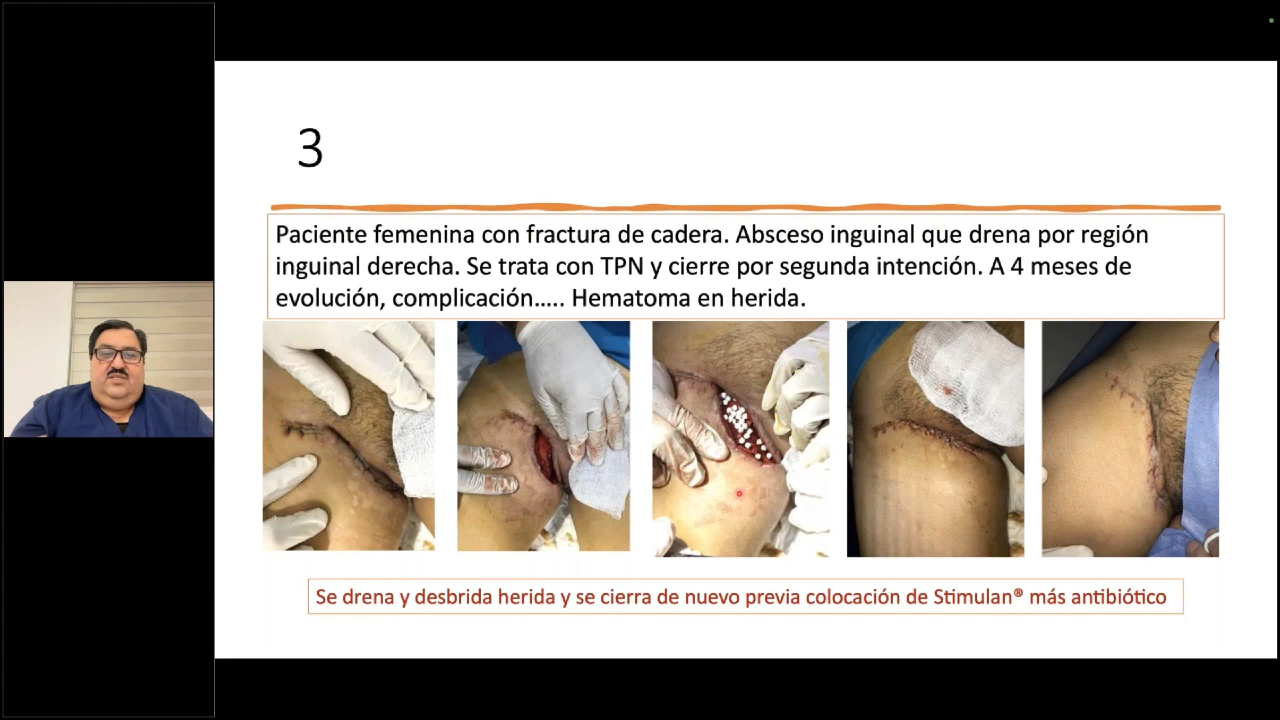 3
Paciente femenina con fractura de cadera. Absceso inguinal que drena por región
inguinal derecha. Se trata con TPN y cierre por segunda intención. A 4 meses de
evolución, complicación..... Hematoma en herida.
Se drena y desbrida herida y se cierra de nuevo previa colocación de Stimulan® más antibiótico